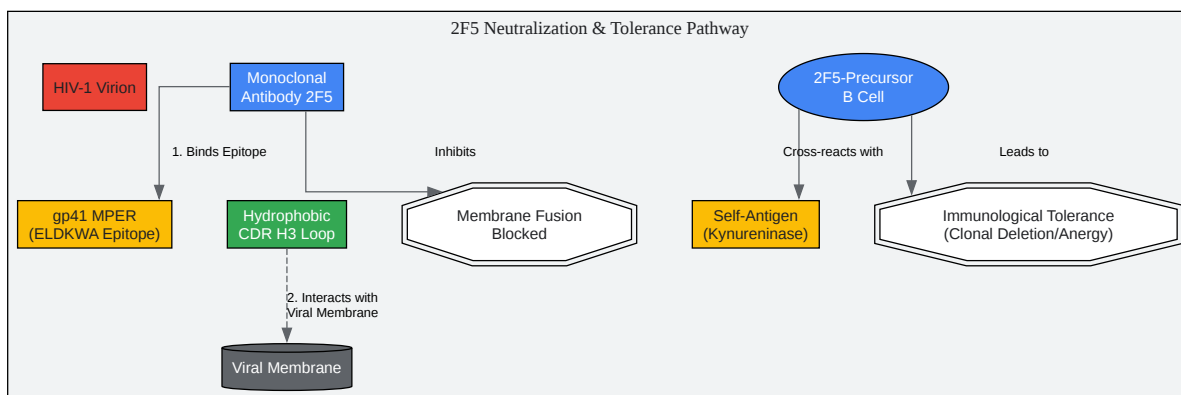 2F5 Neutralization & Tolerance Pathway
HIV-1 Virion
Monoclonal
Antibody 2F5
2F5-Precursor
B Cell
1. Binds Epitope
Inhibits
Cross-reacts with
Leads to
gp41 MPER
(ELDKWA Epitope)
Hydrophobic
CDR H3 Loop
Membrane Fusion
Blocked
Self-Antigen
(Kynureninase)
Immunological Tolerance
(Clonal Deletion/Anergy)
2. Interacts with
Viral Membrane
Viral Membrane